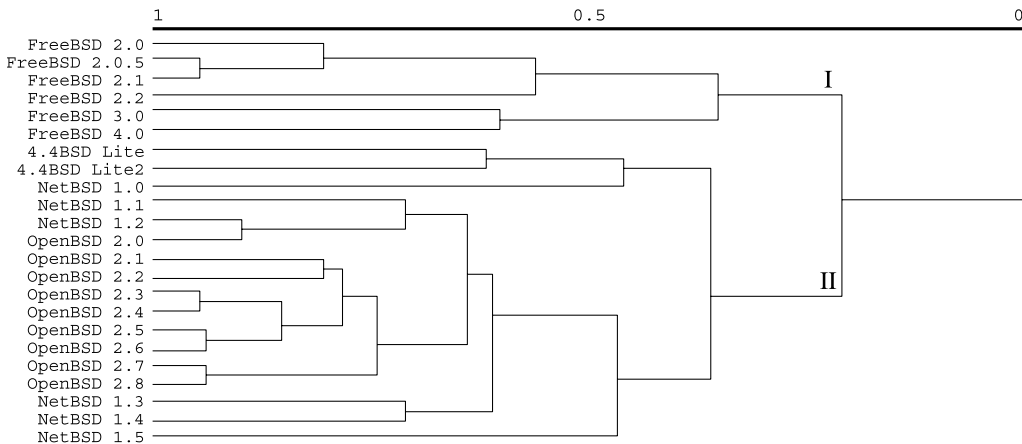 1 0.5 0
FreeBSD 2.0
FreeBSD 2.0.5
FreeBSD 2.1
FreeBSD 2.2
FreeBSD 3.0
FreeBSD 4.0
4.4BSD Lite
4.4BSD Lite2
NetBSD 1.0
NetBSD 1.1
NetBSD 1.2
OpenBSD 2.0
OpenBSD 2.1
OpenBSD 2.2
OpenBSD 2.3
OpenBSD 2.4
OpenBSD 2.5
OpenBSD 2.6
OpenBSD 2.7
OpenBSD 2.8
NetBSD 1.3
NetBSD 1.4
NetBSD 1.5
I
II